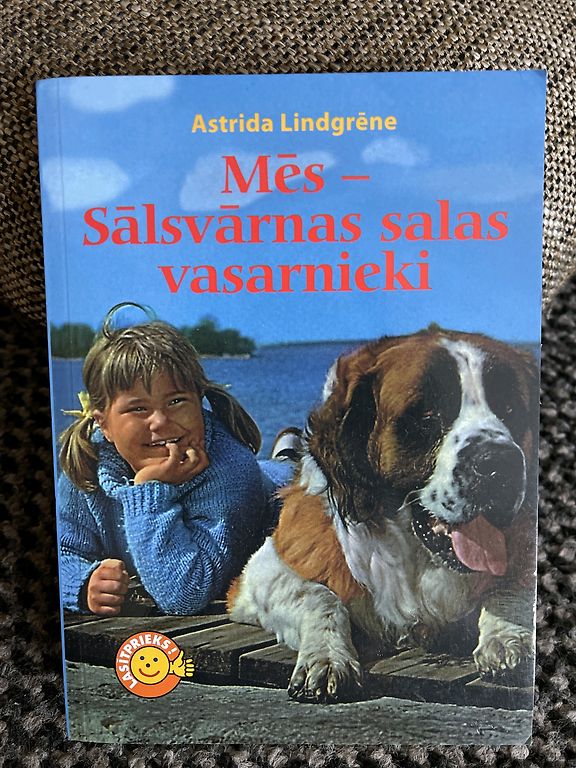 Astrida Lindgrēne
Mēs –
Sālsvārnas salas
vasarnieki
LASĪTPRIEKS!